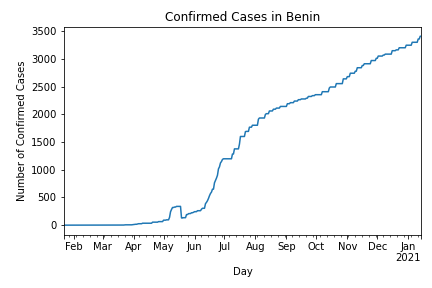 Confirmed Cases in Benin
Number of Confirmed Cases
3500
3000
2500
2000
1500
1000
500
0
Feb Mar Apr May Jun Jul Aug Sep Oct Nov Dec Jan
2021
Day